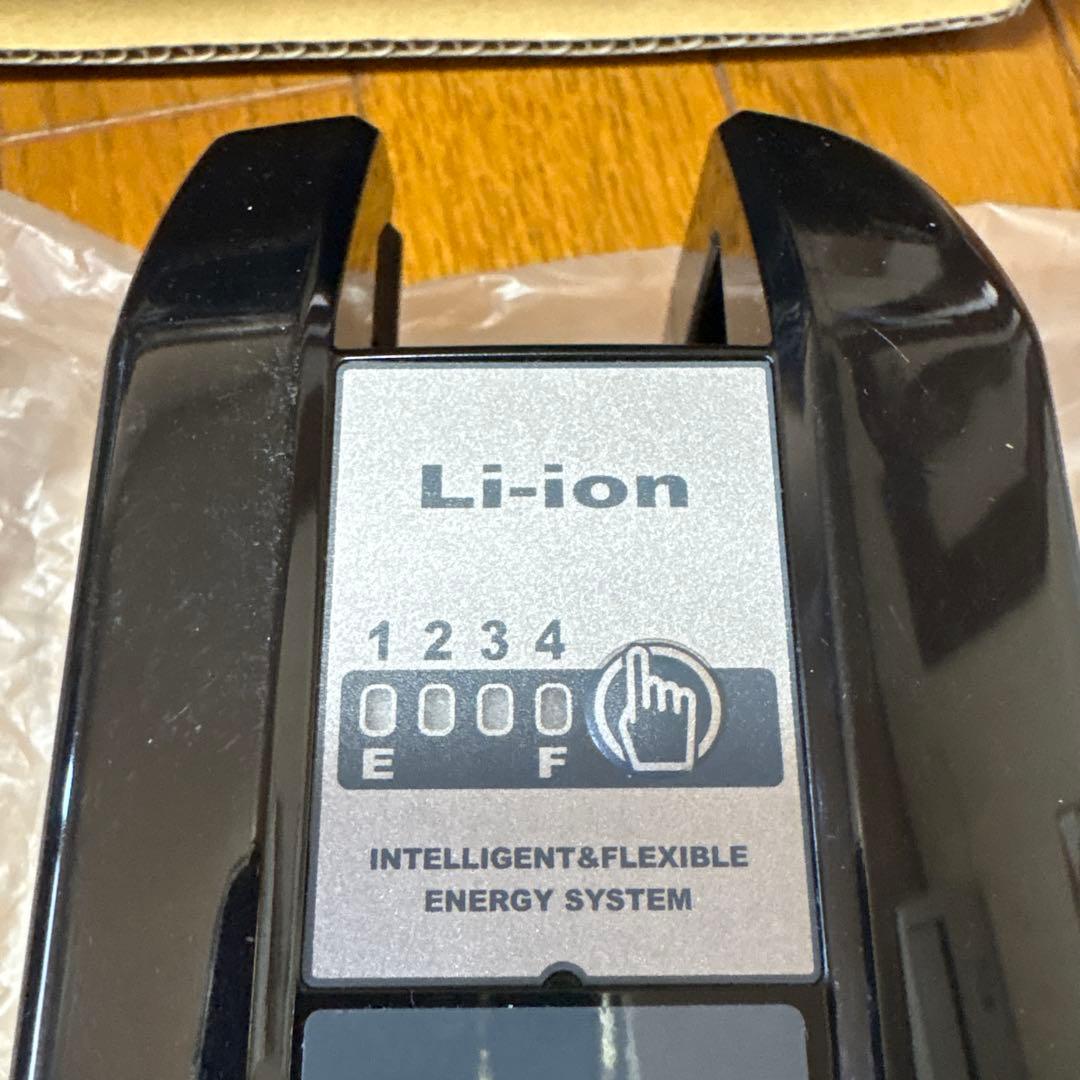 Li-ion
1 2 3 4
E F
INTELLIGENT&FLEXIBLE
ENERGY SYSTEM